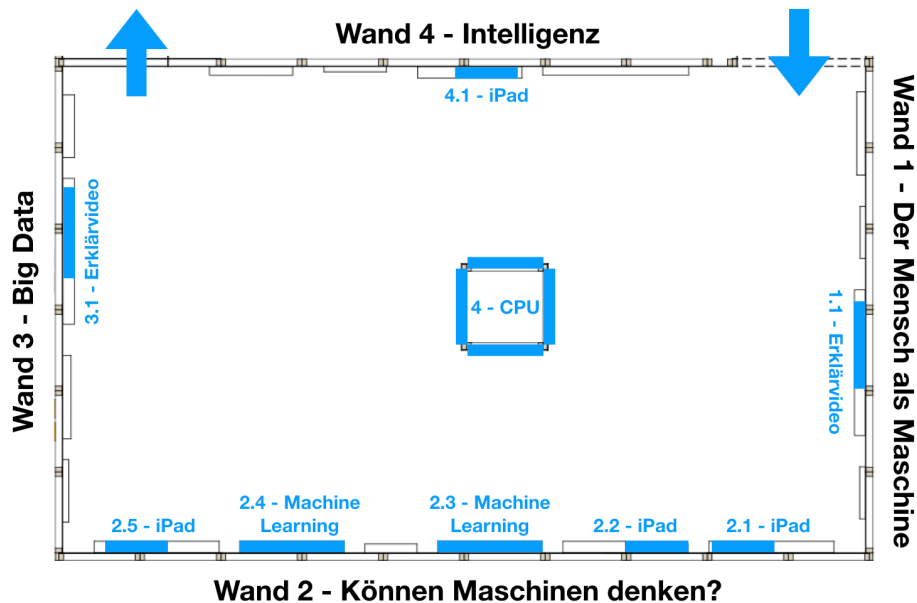 Wand 4 - Intelligenz
4.1 - iPad
Wand 1 - Der Mensch als Maschine
1.1 - Erklärvideo
Wand 3 - Big Data
3.1 - Erklärvideo
4 - CPU
2.5 - iPad
2.4 - Machine
Learning
2.3 - Machine
Learning
2.2 - iPad
2.1 - iPad
Wand 2 - Können Maschinen denken?